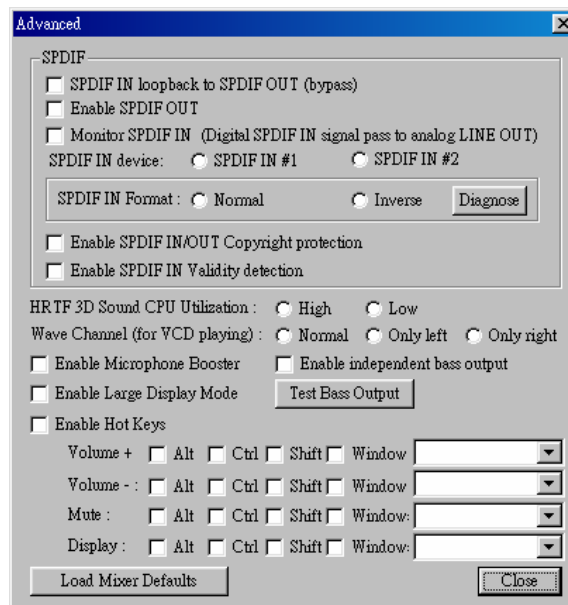 Advanced
SPDIF
SPDIF IN loopback to SPDIF OUT (bypass)
Enable SPDIF OUT
Monitor SPDIF IN (Digital SPDIF IN signal pass to analog LINE OUT)
SPDIF IN device: SPDIF IN #1 SPDIF IN #2
SPDIF IN Format : Normal Inverse Diagnose
Enable SPDIF IN/OUT Copyright protection
Enable SPDIF IN Validity detection
HRTF 3D Sound CPU Utilization : High Low
Wave Channel (for VCD playing) : Normal Only left Only right
Enable Microphone Booster Enable independent bass output
Enable Large Display Mode Test Bass Output
Enable Hot Keys
Volume + Alt Ctrl Shift Window
Volume - : Alt Ctrl Shift Window
Mute : Alt Ctrl Shift Window:
Display : Alt Ctrl Shift Window:
Load Mixer Defaults Close